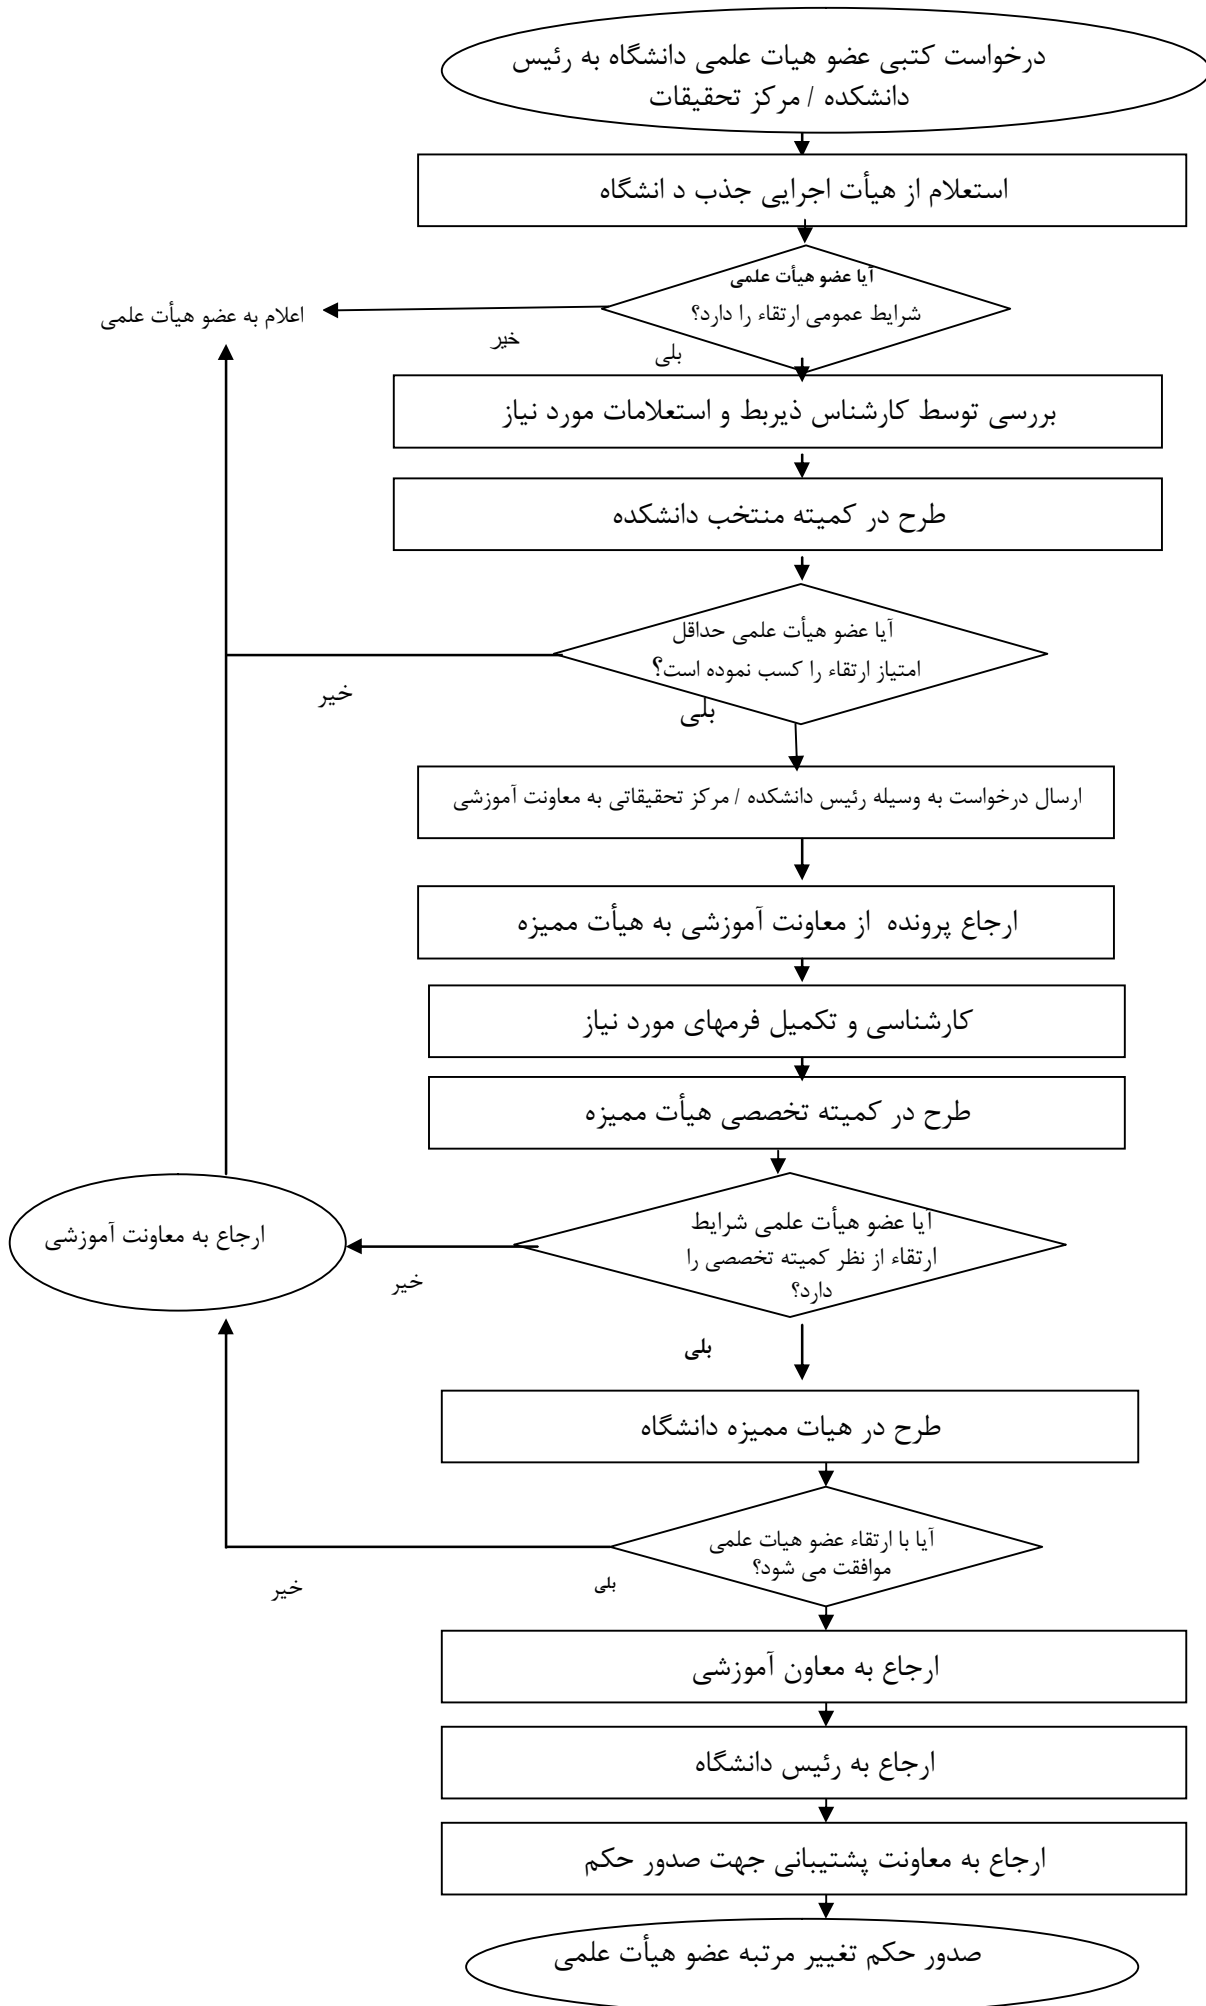 درخواست کتبی عضو هیات علمی دانشگاه به رئیس
دانشکده / مرکز تحقیقات
استعلام از هیأت اجرایی جذب د انشگاه
آیا عضو هیأت علمی
شرایط عمومی ارتقاء را دارد؟
اعلام به عضو هیأت علمی
خیر
بلی
بررسی توسط کارشناس ذیربط و استعلامات مورد نیاز
طرح در کمیته منتخب دانشکده
آیا عضو هیأت علمی حداقل
امتیاز ارتقاء را کسب نموده است؟
خیر
بلی
ارسال درخواست به وسیله رئیس دانشکده / مرکز تحقیقاتی به معاونت آموزشی
ارجاع پرونده از معاونت آموزشی به هیأت ممیزه
کارشناسی و تکمیل فرمهای مورد نیاز
طرح در کمیته تخصصی هیأت ممیزه
آیا عضو هیأت علمی شرایط
ارتقاء از نظر کمیته تخصصی را
دارد؟
ارجاع به معاونت آموزشی
خیر
بلی
طرح در هیات ممیزه دانشگاه
آیا با ارتقاء عضو هیات علمی
موافقت می شود؟
بلی
خیر
ارجاع به معاون آموزشی
ارجاع به رئیس دانشگاه
ارجاع به معاونت پشتیبانی جهت صدور حکم
صدور حکم تغییر مرتبه عضو هیأت علمی